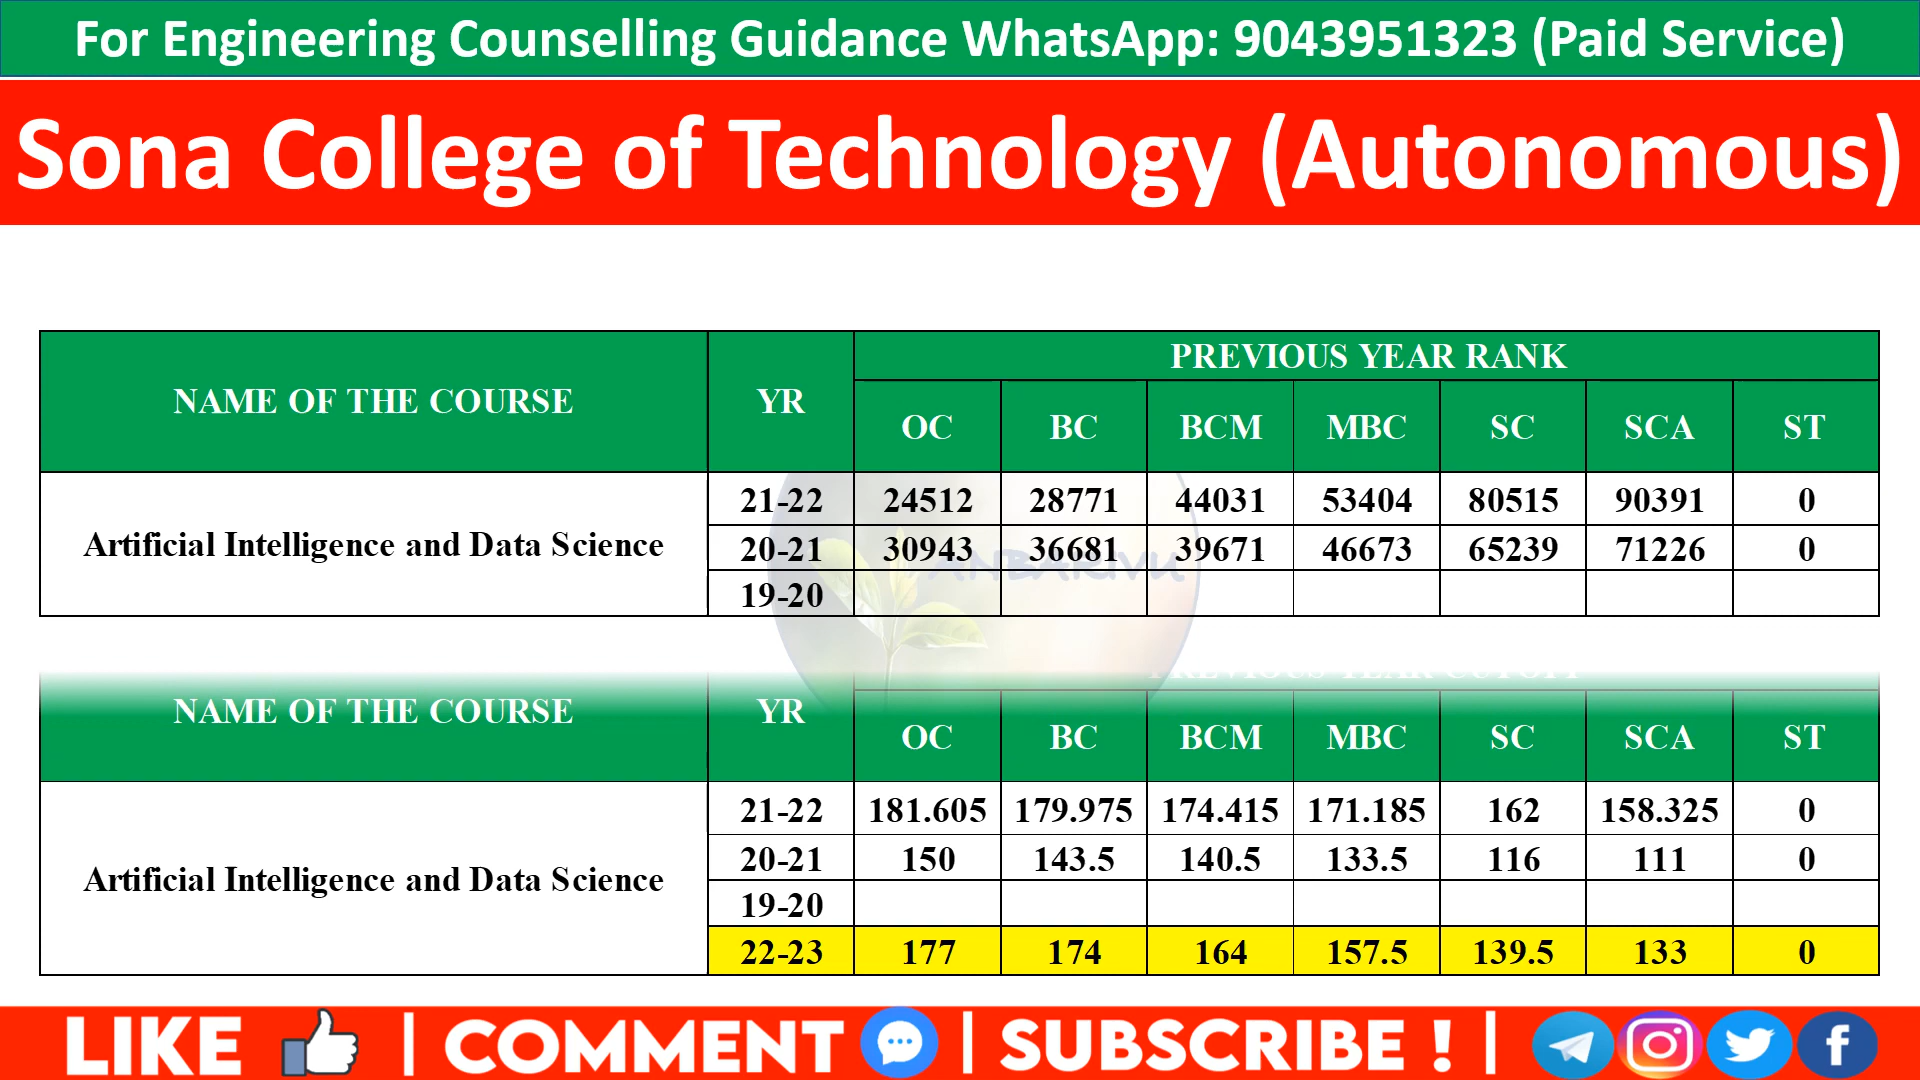 For Engineering Counselling Guidance WhatsApp: 9043951323 (Paid Service)
Sona College of Technology (Autonomous)
NAME OF THE COURSE YR PREVIOUS YEAR RANK
OC BC BCM MBC SC SCA ST
Artificial Intelligence and Data Science
21-22 24512 28771 44031 53404 80515 90391 0
20-21 30943 36681 39671 46673 65239 71226 0
19-20
ANBARIVU
NAME OF THE COURSE YR PREVIOUS YEAR CUTOFF
OC BC BCM MBC SC SCA ST
Artificial Intelligence and Data Science
21-22 181.605 179.975 174.415 171.185 162 158.325 0
20-21 150 143.5 140.5 133.5 116 111 0
19-20
22-23 177 174 164 157.5 139.5 133 0
LIKE | COMMENT | SUBSCRIBE ! |